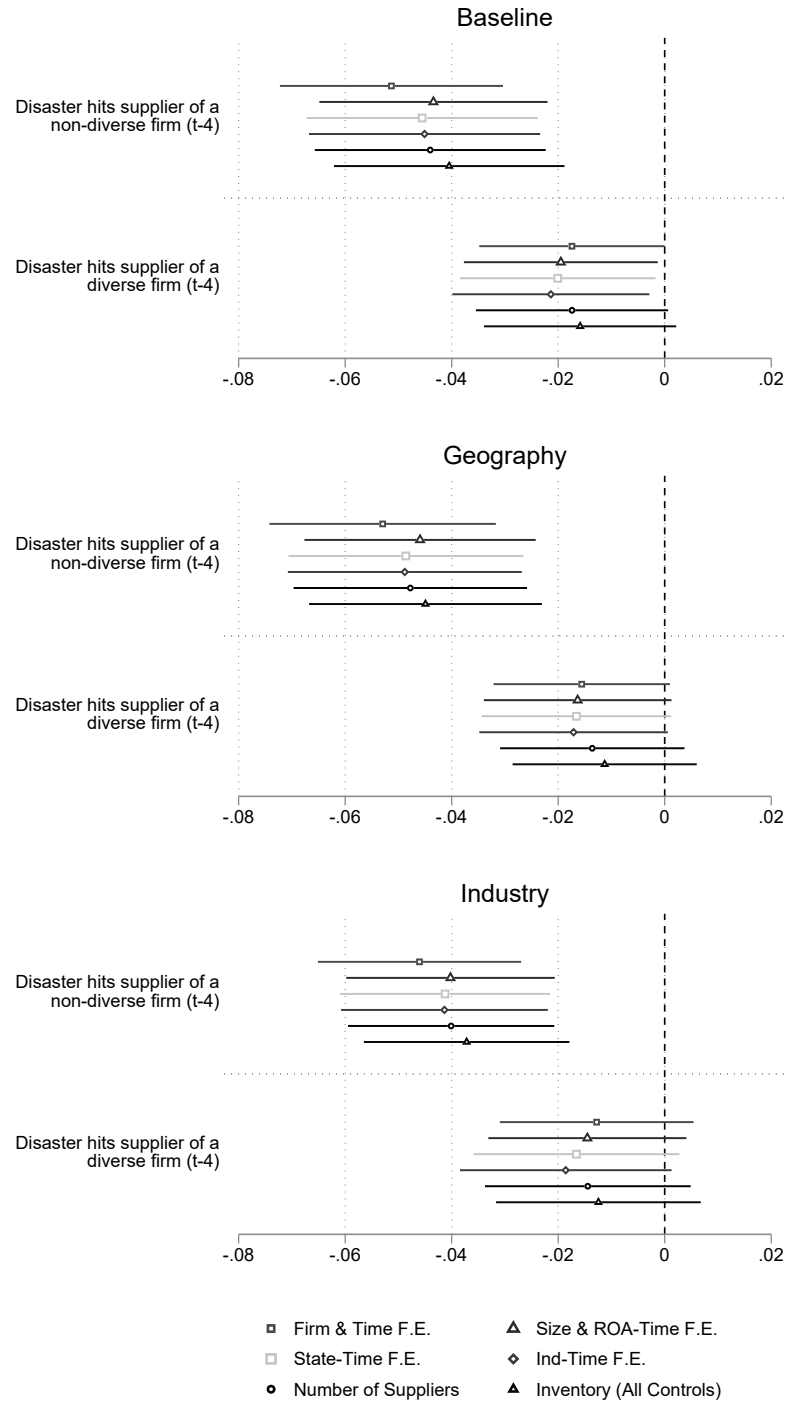 Baseline
Disaster hits supplier of a
non-diverse firm (t-4)
Disaster hits supplier of a
diverse firm (t-4)
-.08 -.06 -.04 -.02 0 .02
Geography
Disaster hits supplier of a
non-diverse firm (t-4)
Disaster hits supplier of a
diverse firm (t-4)
-.08 -.06 -.04 -.02 0 .02
Industry
Disaster hits supplier of a
non-diverse firm (t-4)
Disaster hits supplier of a
diverse firm (t-4)
-.08 -.06 -.04 -.02 0 .02
Firm & Time F.E. Size & ROA-Time F.E.
State-Time F.E. Ind-Time F.E.
Number of Suppliers Inventory (All Controls)